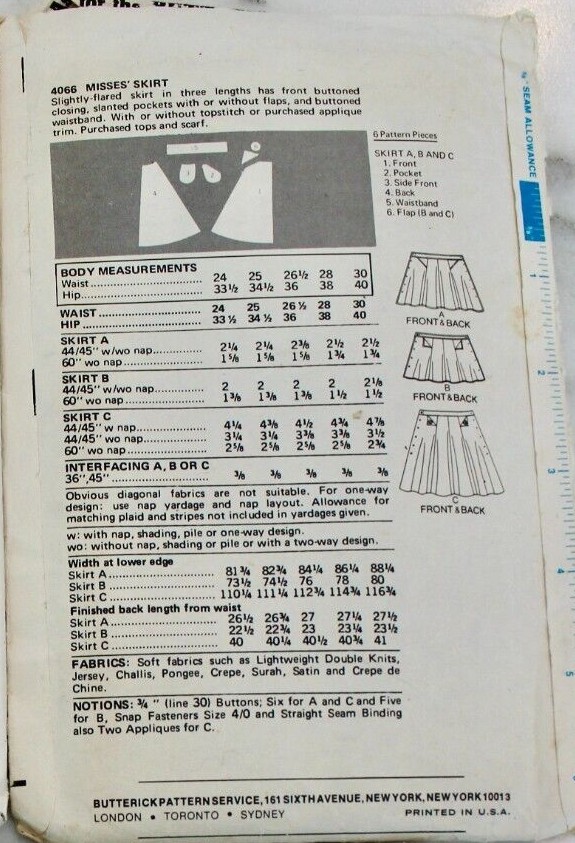 for the
4066 MISSES' SKIRT
Slightly-flared skirt in three lengths has front buttoned
closing, slanted pockets with or without flaps, and buttoned
waistband. With or without topstitch or purchased applique
trim. Purchased tops and scarf.
6 Pattern Pieces
SKIRT A, B AND C
1. Front
2. Pocket
3. Side Front
4. Back
5. Waistband
6. Flap (B and C)
BODY MEASUREMENTS
Waist 24 25 26½ 28 30
Hip 33½ 34½ 36 38 40
WAIST 24 25 26½ 28 30
HIP 33½ 34½ 36 38 40
SKIRT A
44/45" w/wo nap 2¼ 2¼ 2⅜ 2½ 2½
60" wo nap 1⅝ 1⅝ 1⅝ 1¾ 1¾
SKIRT B
44/45" w/wo nap 2 2 2 2 2⅛
60" wo nap 1⅜ 1⅜ 1⅜ 1½ 1½
SKIRT C
44/45" w nap 4¼ 4⅜ 4½ 4¾ 4⅞
44/45" wo nap 3¼ 3¼ 3⅜ 3⅜ 3½
60" wo nap 2⅝ 2⅝ 2⅝ 2⅝ 2¾
INTERFACING A, B OR C
36",45" ⅜ ⅜ ⅜ ⅜ ⅜
Obvious diagonal fabrics are not suitable. For one-way
design: use nap yardage and nap layout. Allowance for
matching plaid and stripes not included in yardages given.
w: with nap, shading, pile or one-way design.
wo: without nap, shading or pile or with a two-way design.
Width at lower edge
Skirt A 81¾ 82¾ 84¼ 86¼ 88¼
Skirt B 73½ 74½ 76 78 80
Skirt C 110¼ 111¼ 112¾ 114¾ 116¾
Finished back length from waist
Skirt A 26½ 26¾ 27 27¼ 27½
Skirt B 22½ 22¾ 23 23¼ 23½
Skirt C 40 40¼ 40½ 40¾ 41
FABRICS: Soft fabrics such as Lightweight Double Knits,
Jersey, Challis, Pongee, Crepe, Surah, Satin and Crepe de
Chine.
NOTIONS: ¾" (line 30) Buttons; Six for A and C and Five
for B, Snap Fasteners Size 4/0 and Straight Seam Binding
also Two Appliques for C.
A
FRONT & BACK
B
FRONT & BACK
C
FRONT & BACK
BUTTERICK PATTERN SERVICE, 161 SIXTH AVENUE, NEW YORK, NEW YORK 10013
LONDON • TORONTO • SYDNEY
PRINTED IN U.S.A.
⅝" SEAM ALLOWANCE
1
2
3
4
5